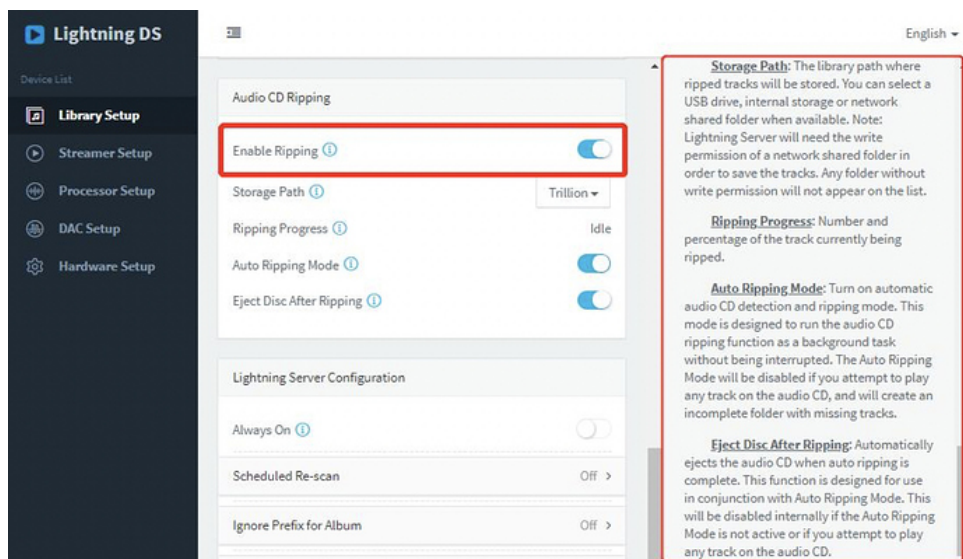 Lightning DS
English
Device List
Library Setup
Streamer Setup
Processor Setup
DAC Setup
Hardware Setup
Audio CD Ripping
Enable Ripping
Storage Path
Trillion
Ripping Progress
Idle
Auto Ripping Mode
Eject Disc After Ripping
Lightning Server Configuration
Always On
Scheduled Re-scan
Off >
Ignore Prefix for Album
Off >
Storage Path: The library path where
ripped tracks will be stored. You can select a
USB drive, internal storage or network
shared folder when available. Note:
Lightning Server will need the write
permission of a network shared folder in
order to save the tracks. Any folder without
write permission will not appear on the list.
Ripping Progress: Number and
percentage of the track currently being
ripped.
Auto Ripping Mode: Turn on automatic
audio CD detection and ripping mode. This
mode is designed to run the audio CD
ripping function as a background task
without being interrupted. The Auto Ripping
Mode will be disabled if you attempt to play
any track on the audio CD, and will create an
incomplete folder with missing tracks.
Eject Disc After Ripping: Automatically
ejects the audio CD when auto ripping is
complete. This function is designed for use
in conjunction with Auto Ripping Mode. This
will be disabled internally if the Auto Ripping
Mode is not active or if you attempt to play
any track on the audio CD.